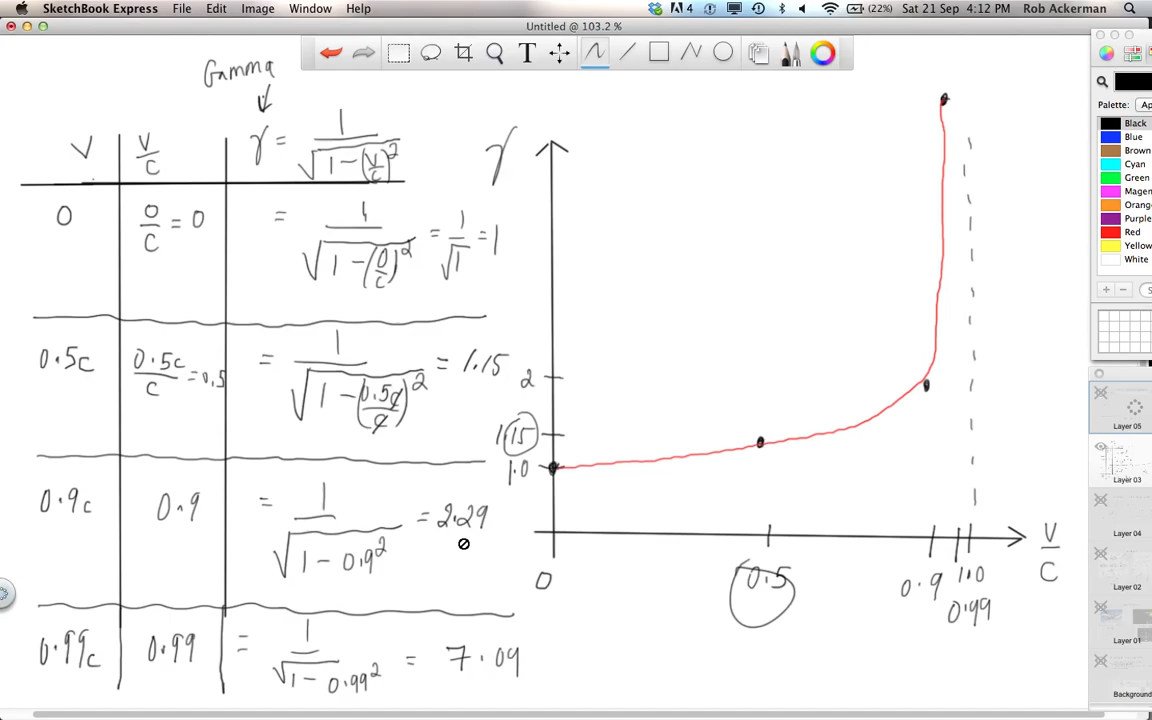 SketchBook Express File Edit Image Window Help 4 (22%) Sat 21 Sep 4:12 PM Rob Ackerman
Untitled @ 103.2 %
T
Gamma
V V/C γ = 1/√(1 − (V/C)²)
0 0/C = 0 = 1/√(1 − (0/C)²) = 1/√1 = 1
0.5c 0.5c/c = 0.5 = 1/√(1 − (0.5c/c)²) = 1.15
0.9c 0.9 = 1/√(1 − 0.9²) = 2.29
0.99c 0.99 = 1/√(1 − 0.99²) = 7.09
γ
2
1.15
1.0
0 0.5 0.9 1.0 V/C
0.99
Palette: Ap
Black
Blue
Brown
Cyan
Green
Magen
Orang
Purple
Red
Yellow
White
Layer 05
Layer 03
Layer 04
Layer 02
Layer 01
Background